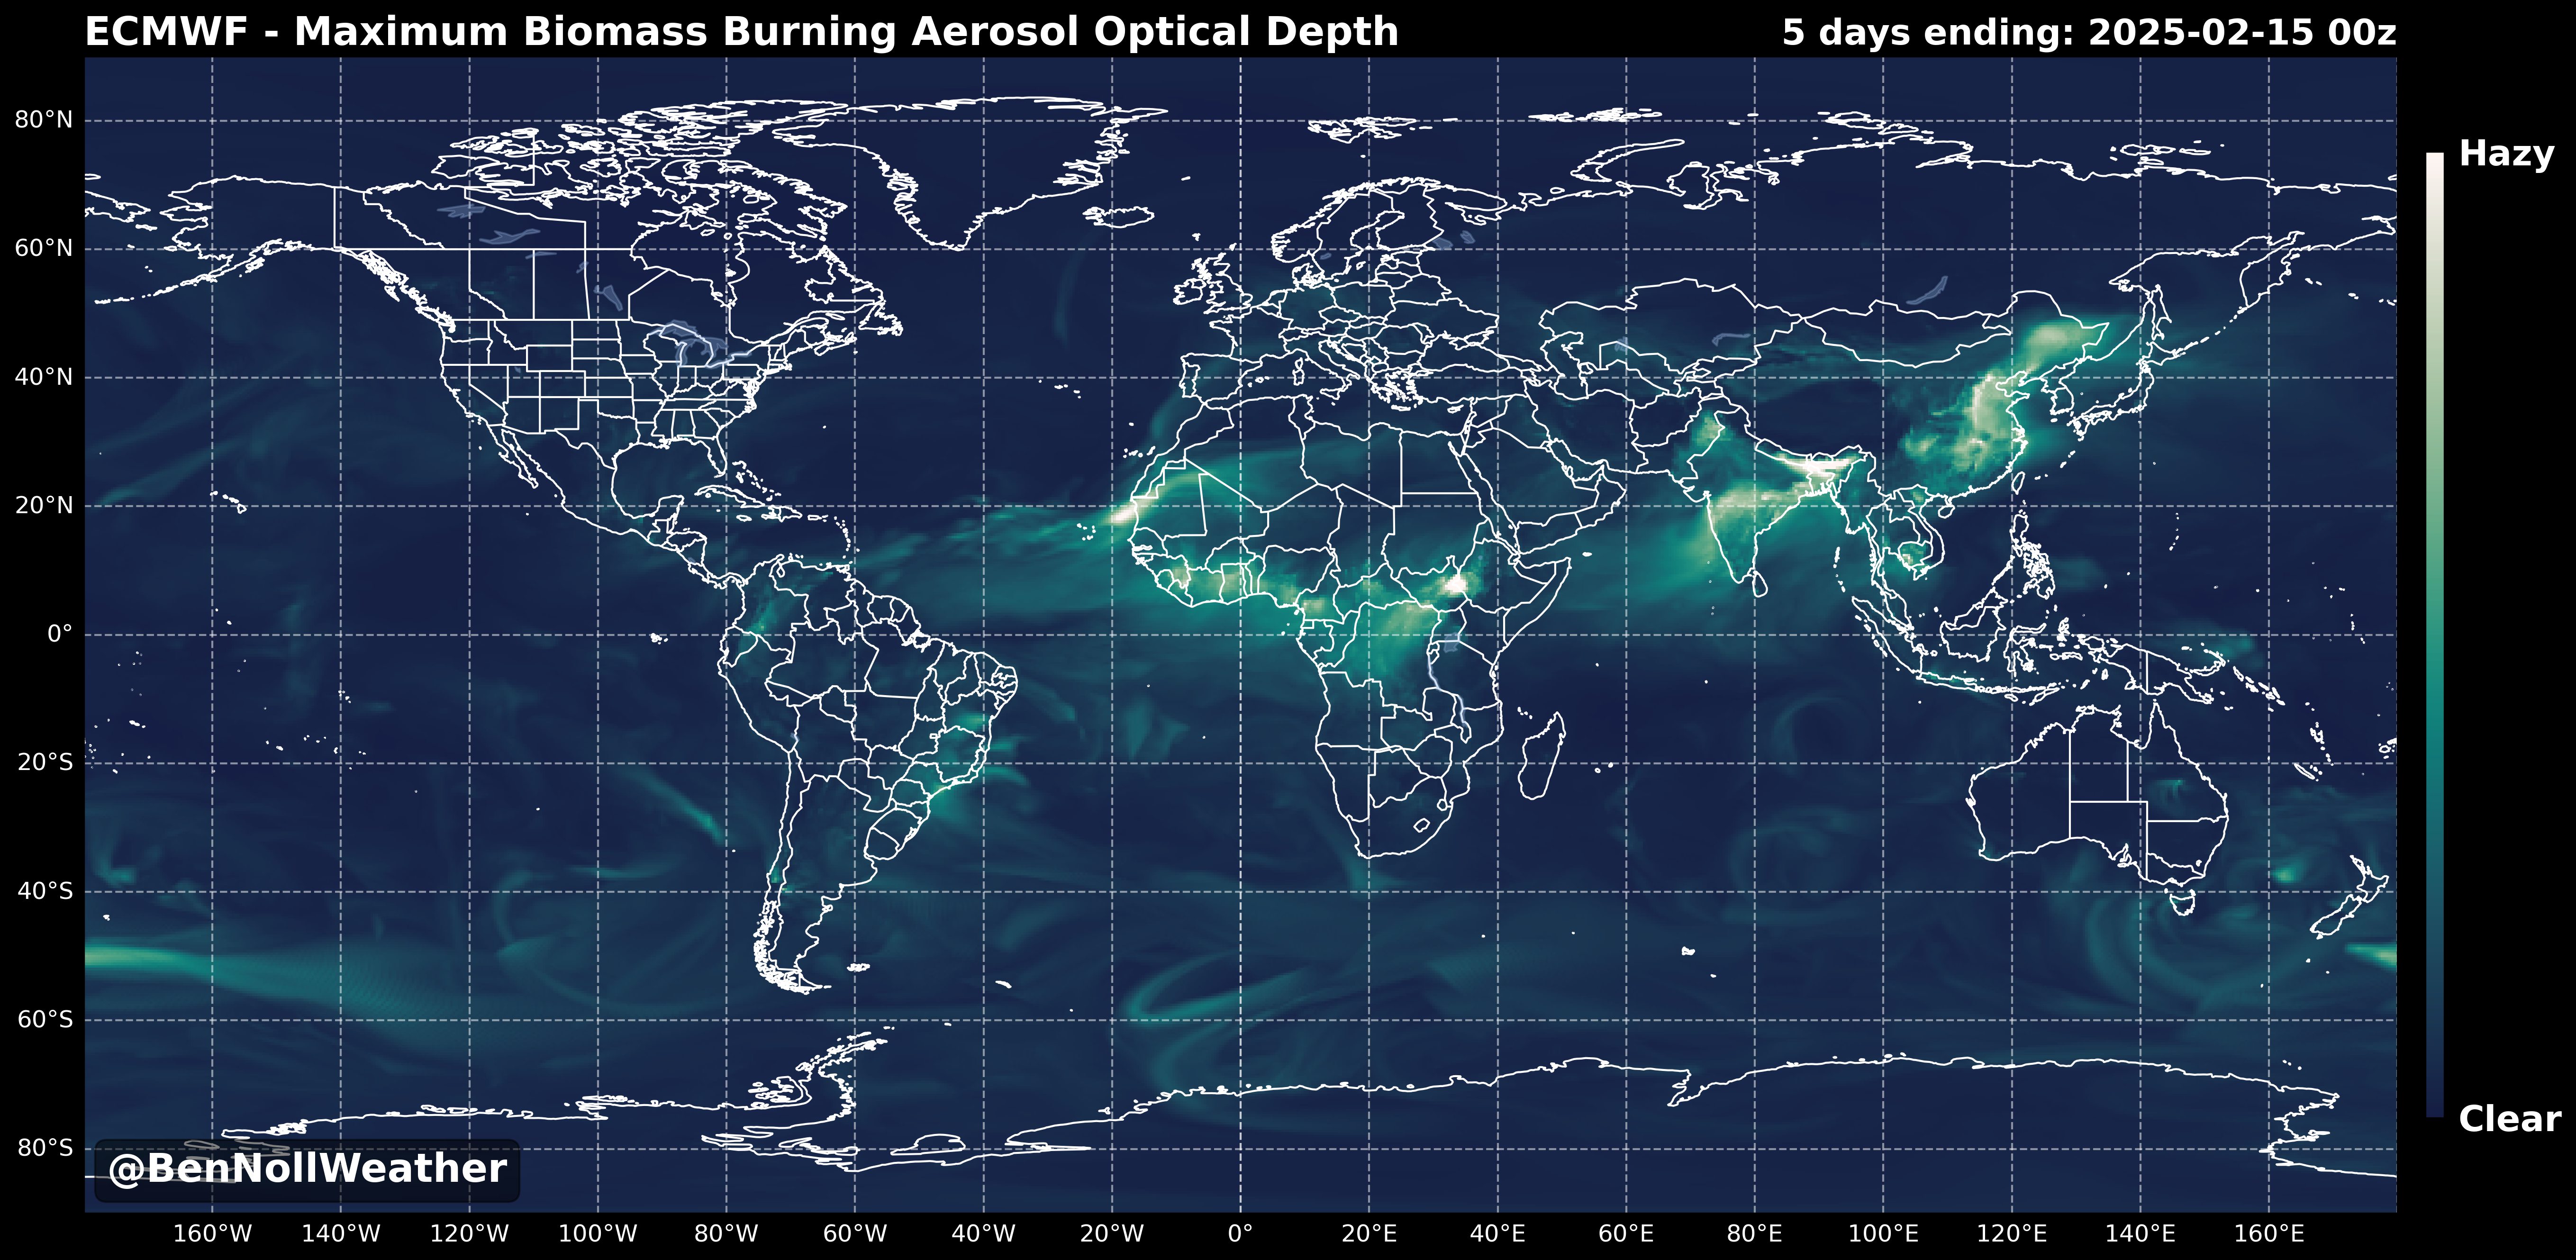 ECMWF - Maximum Biomass Burning Aerosol Optical Depth
5 days ending: 2025-02-15 00z
Hazy
80°N
60°N
40°N
20°N
0°
20°S
40°S
60°S
80°S
Clear
@BenNollWeather
160°W 140°W 120°W 100°W 80°W 60°W 40°W 20°W 0° 20°E 40°E 60°E 80°E 100°E 120°E 140°E 160°E